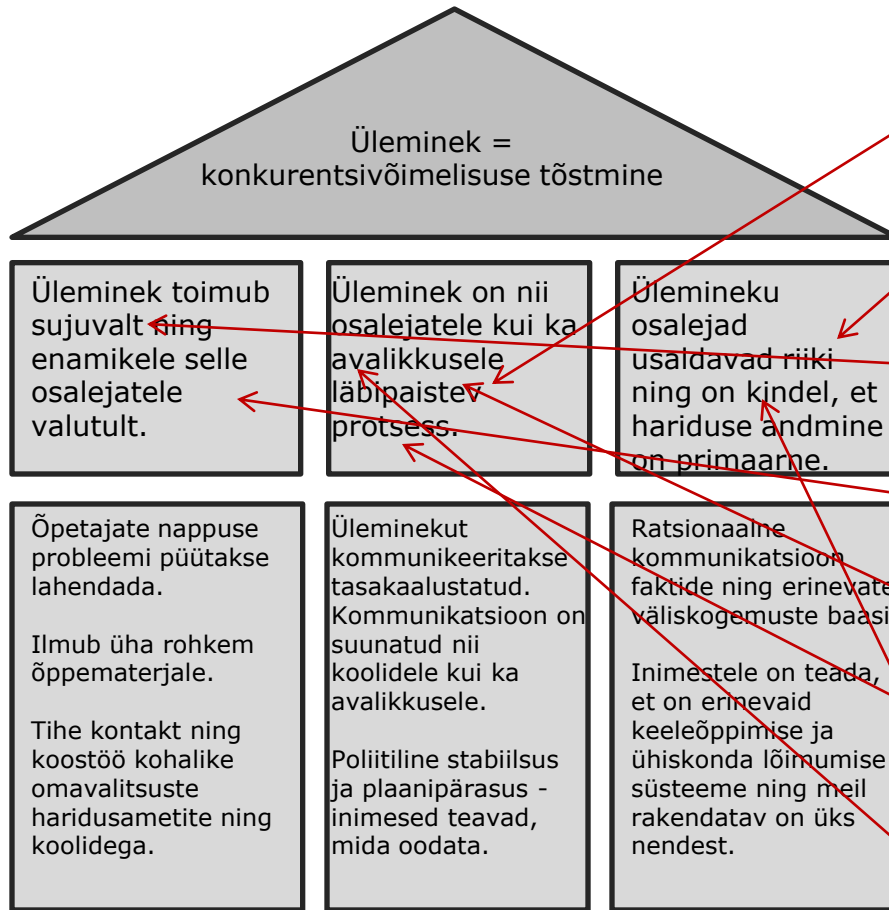 Üleminek =
konkurentsivõimelisuse tõstmine
Üleminek toimub
sujuvalt ning
enamikele selle
osalejatele
valutult.
Üleminek on nii
osalejatele kui ka
avalikkusele
läbipaistev
protsess.
Ülemineku
osalejad
usaldavad riiki
ning on kindel, et
hariduse andmine
on primaarne.
Õpetajate nappuse
probleemi püütakse
lahendada.
Ilmub üha rohkem
õppematerjale.
Tihe kontakt ning
koostöö kohalike
omavalitsuste
haridusametite ning
koolidega.
Üleminekut
kommunikeeritakse
tasakaalustatud.
Kommunikatsioon on
suunatud nii
koolidele kui ka
avalikkusele.
Poliitiline stabiilsus
ja plaanipärasus -
inimesed teavad,
mida oodata.
Ratsionaalne
kommunikatsioon
faktide ning erinevate
väliskogemuste baasi
Inimestele on teada,
et on erinevaid
keeleõppimise ja
ühiskonda lõimumise
süsteeme ning meil
rakendatav on üks
nendest.